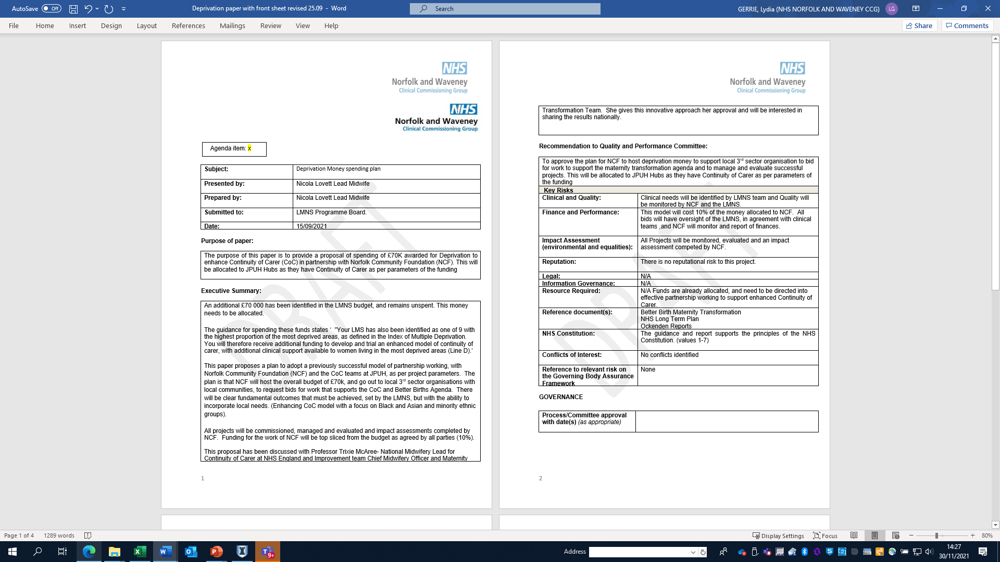 AutoSave Off
Deprivation paper with front sheet revised 25.09 - Word
Search
GERRIE, Lydia (NHS NORFOLK AND WAVENEY CCG) LG
File Home Insert Design Layout References Mailings Review View Help
Share Comments
NHS
Norfolk and Waveney
Clinical Commissioning Group
NHS
Norfolk and Waveney
Clinical Commissioning Group
Agenda item: x
Subject: Deprivation Money spending plan
Presented by: Nicola Lovett Lead Midwife
Prepared by: Nicola Lovett Lead Midwife
Submitted to: LMNS Programme Board.
Date: 15/09/2021
Purpose of paper:
The purpose of this paper is to provide a proposal of spending of £70K awarded for Deprivation to
enhance Continuity of Carer (CoC) in partnership with Norfolk Community Foundation (NCF). This will
be allocated to JPUH Hubs as they have Continuity of Carer as per parameters of the funding
Executive Summary:
An additional £70 000 has been identified in the LMNS budget, and remains unspent. This money
needs to be allocated.
The guidance for spending these funds states ‘ "Your LMS has also been identified as one of 9 with
the highest proportion of the most deprived areas, as defined in the Index of Multiple Deprivation.
You will therefore receive additional funding to develop and trial an enhanced model of continuity of
carer, with additional clinical support available to women living in the most deprived areas (Line D).’
This paper proposes a plan to adopt a previously successful model of partnership working, with
Norfolk Community Foundation (NCF) and the CoC teams at JPUH, as per project parameters. The
plan is that NCF will host the overall budget of £70k, and go out to local 3rd sector organisations with
local communities, to request bids for work that supports the CoC and Better Births Agenda. There
will be clear fundamental outcomes that must be achieved, set by the LMNS, but with the ability to
incorporate local needs. (Enhancing CoC model with a focus on Black and Asian and minority ethnic
groups).
All projects will be commissioned, managed and evaluated and impact assessments completed by
NCF. Funding for the work of NCF will be top sliced from the budget as agreed by all parties (10%).
This proposal has been discussed with Professor Trixie McAree- National Midwifery Lead for
Continuity of Carer at NHS England and Improvement team Chief Midwifery Officer and Maternity
1
DRAFT
NHS
Norfolk and Waveney
Clinical Commissioning Group
Transformation Team. She gives this innovative approach her approval and will be interested in
sharing the results nationally.
Recommendation to Quality and Performance Committee:
To approve the plan for NCF to host deprivation money to support local 3rd sector organisation to bid
for work to support the maternity transformation agenda and to manage and evaluate successful
projects. This will be allocated to JPUH Hubs as they have Continuity of Carer as per parameters of
the funding
Key Risks
Clinical and Quality: Clinical needs will be identified by LMNS team and Quality will
be monitored by NCF and the LMNS.
Finance and Performance: This model will cost 10% of the money allocated to NCF. All
bids will have oversight of the LMNS, in agreement with clinical
teams ,and NCF will monitor and report of finances.
Impact Assessment All Projects will be monitored, evaluated and an impact
(environmental and equalities): assessment competed by NCF.
Reputation: There is no reputational risk to this project.
Legal: N/A
Information Governance: N/A
Resource Required: N/A Funds are already allocated, and need to be directed into
effective partnership working to support enhanced Continuity of
Carer.
Reference document(s): Better Birth Maternity Transformation
NHS Long Term Plan
Ockenden Reports
NHS Constitution: The guidance and report supports the principles of the NHS
Constitution. (values 1-7)
Conflicts of Interest: No conflicts identified
Reference to relevant risk on None
the Governing Body Assurance
Framework
GOVERNANCE
Process/Committee approval
with date(s) (as appropriate)
2
DRAFT
Page 1 of 4 1289 words
Display Settings Focus 80%
Address
9+
14:27
30/11/2021